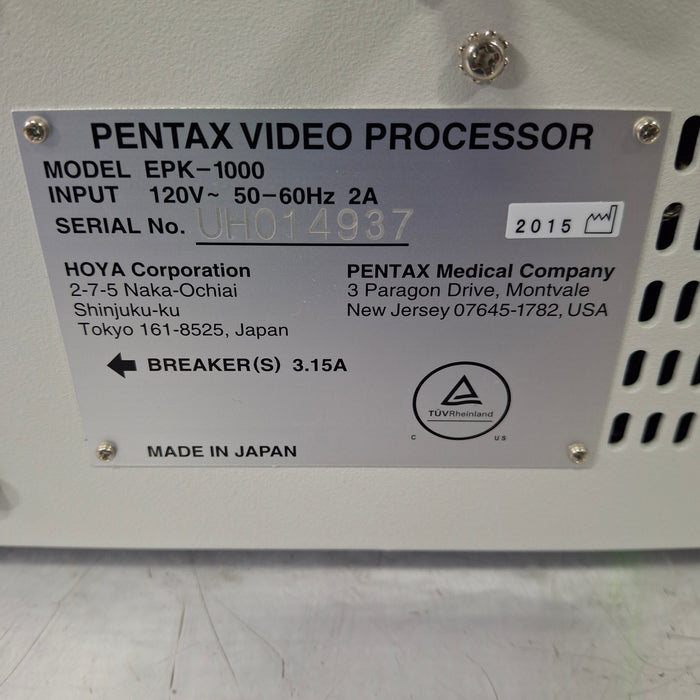 PENTAX VIDEO PROCESSOR
MODEL EPK-1000
INPUT 120V~ 50-60Hz 2A
SERIAL No. UH014937
2015
HOYA Corporation
2-7-5 Naka-Ochiai
Shinjuku-ku
Tokyo 161-8525, Japan
PENTAX Medical Company
3 Paragon Drive, Montvale
New Jersey 07645-1782, USA
BREAKER(S) 3.15A
TÜVRheinland
C US
MADE IN JAPAN